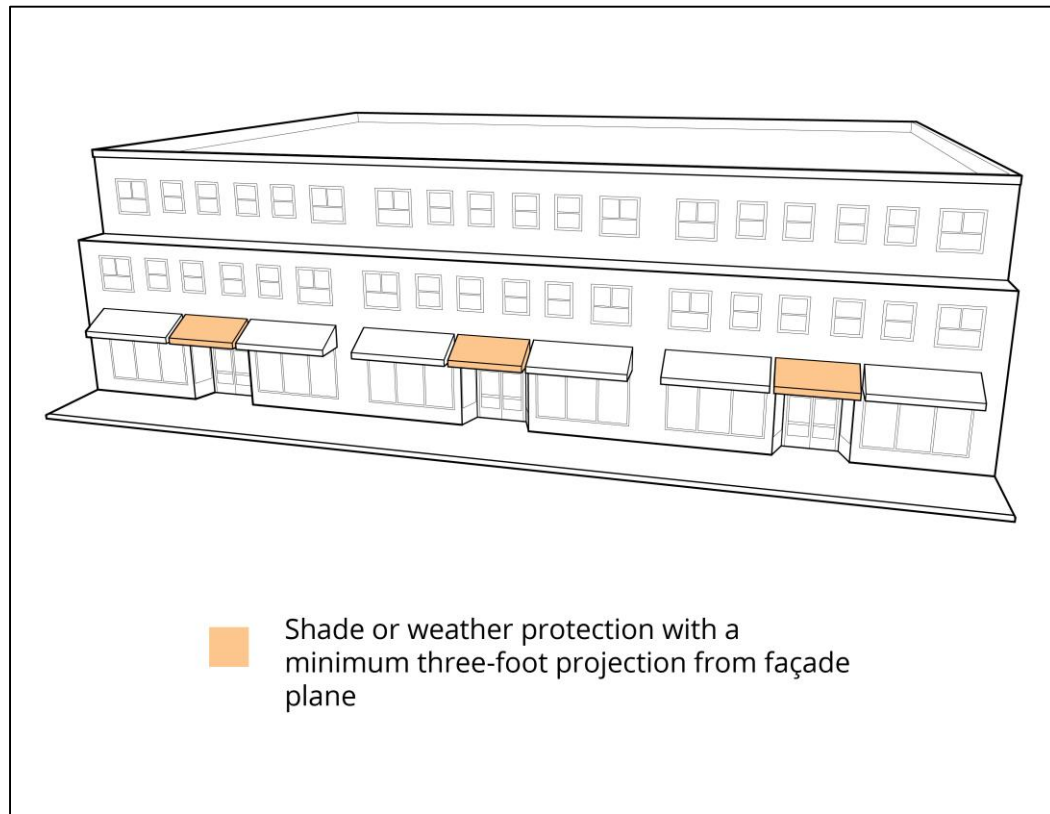 Shade or weather protection with a
minimum three-foot projection from façade
plane